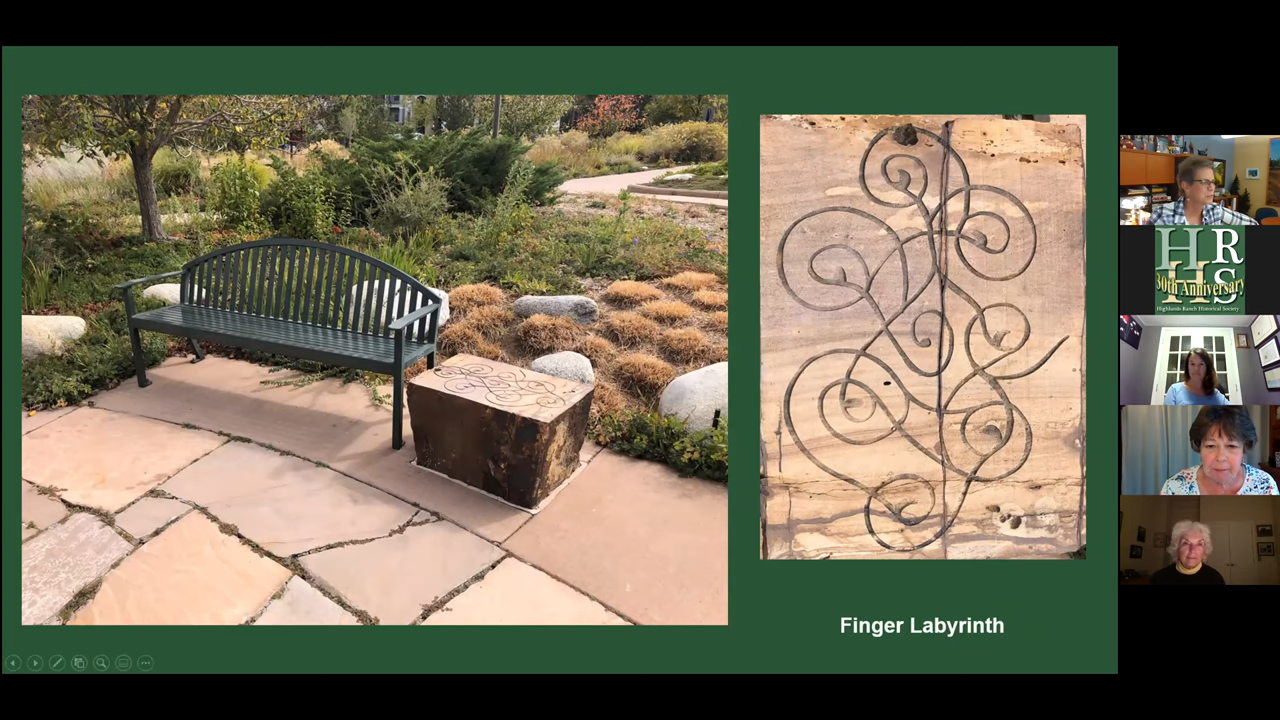 Finger Labyrinth
HRHS
30th Anniversary
Highlands Ranch Historical Society